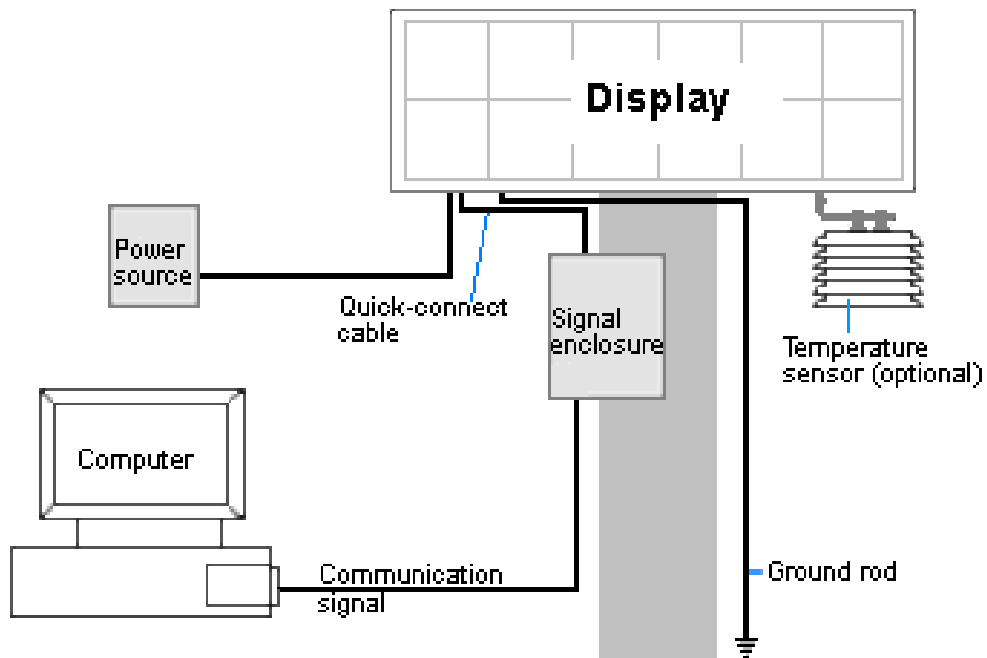 Display
Power
source
Quick-connect
cable
Signal
enclosure
Temperature
sensor (optional)
Computer
Communication
signal
Ground rod